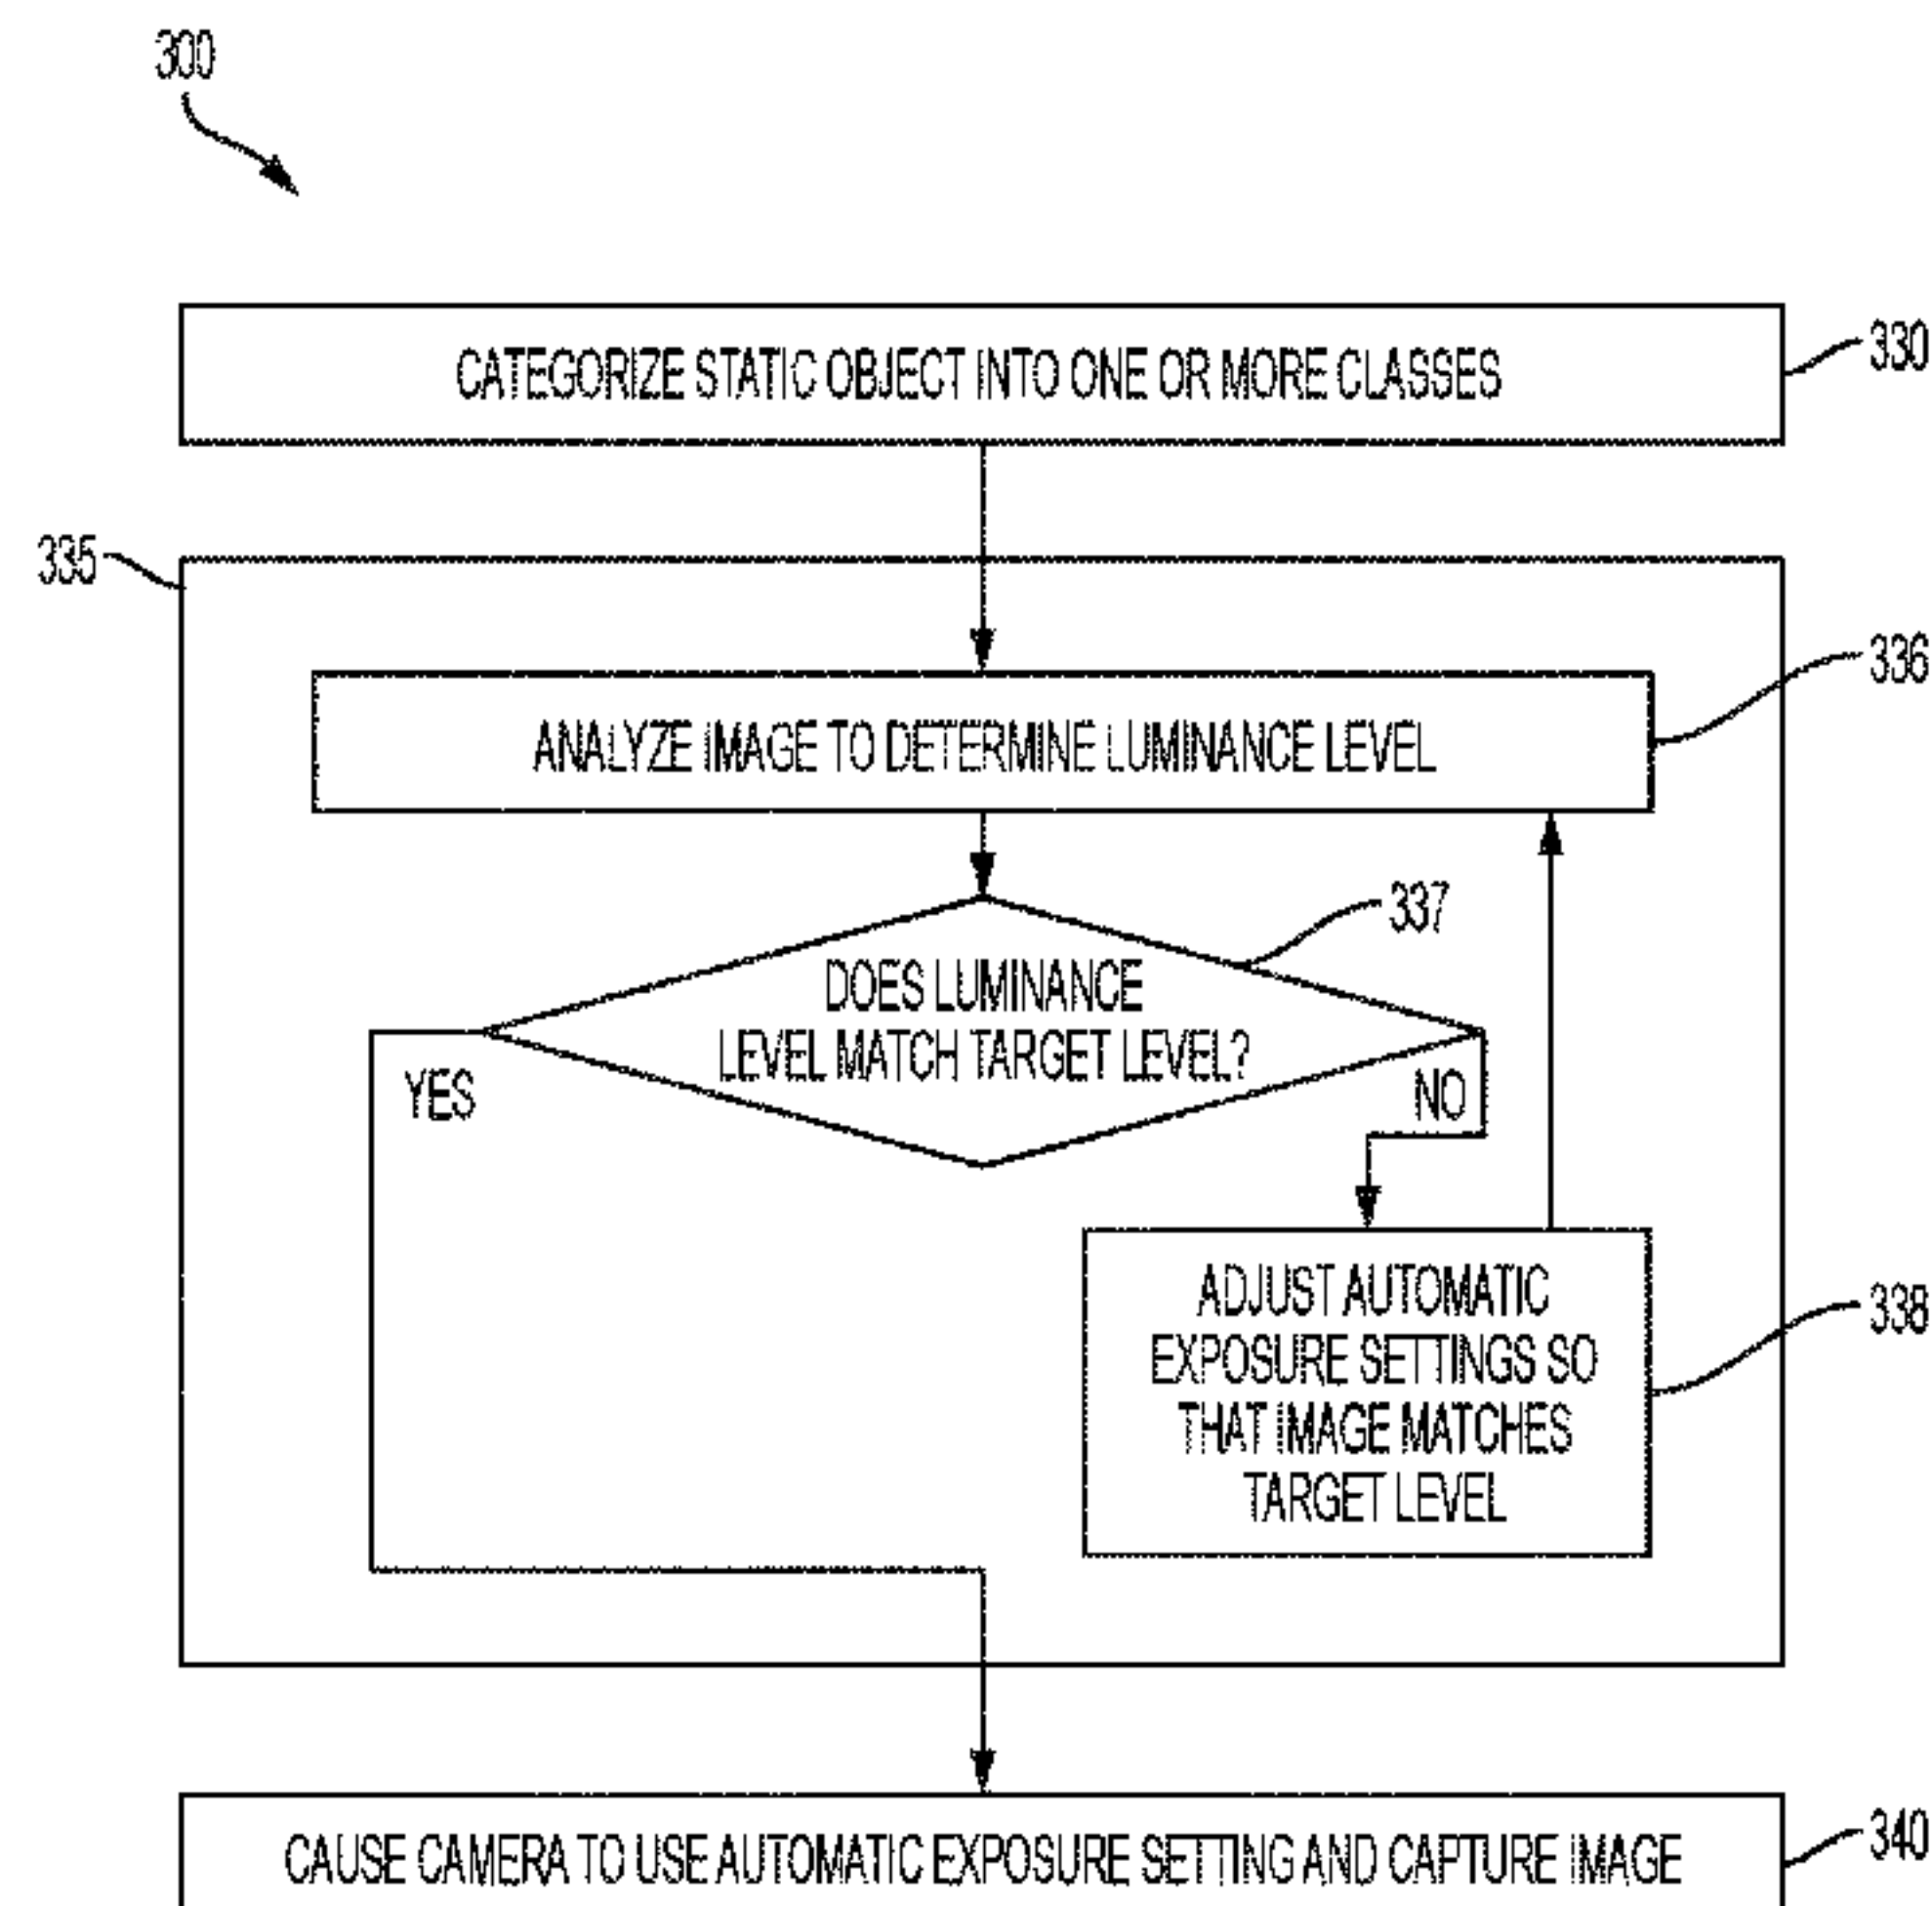 300
CATEGORIZE STATIC OBJECT INTO ONE OR MORE CLASSES
330
335
ANALYZE IMAGE TO DETERMINE LUMINANCE LEVEL
336
337
DOES LUMINANCE
LEVEL MATCH TARGET LEVEL?
YES
NO
ADJUST AUTOMATIC
EXPOSURE SETTINGS SO
THAT IMAGE MATCHES
TARGET LEVEL
338
CAUSE CAMERA TO USE AUTOMATIC EXPOSURE SETTING AND CAPTURE IMAGE
340